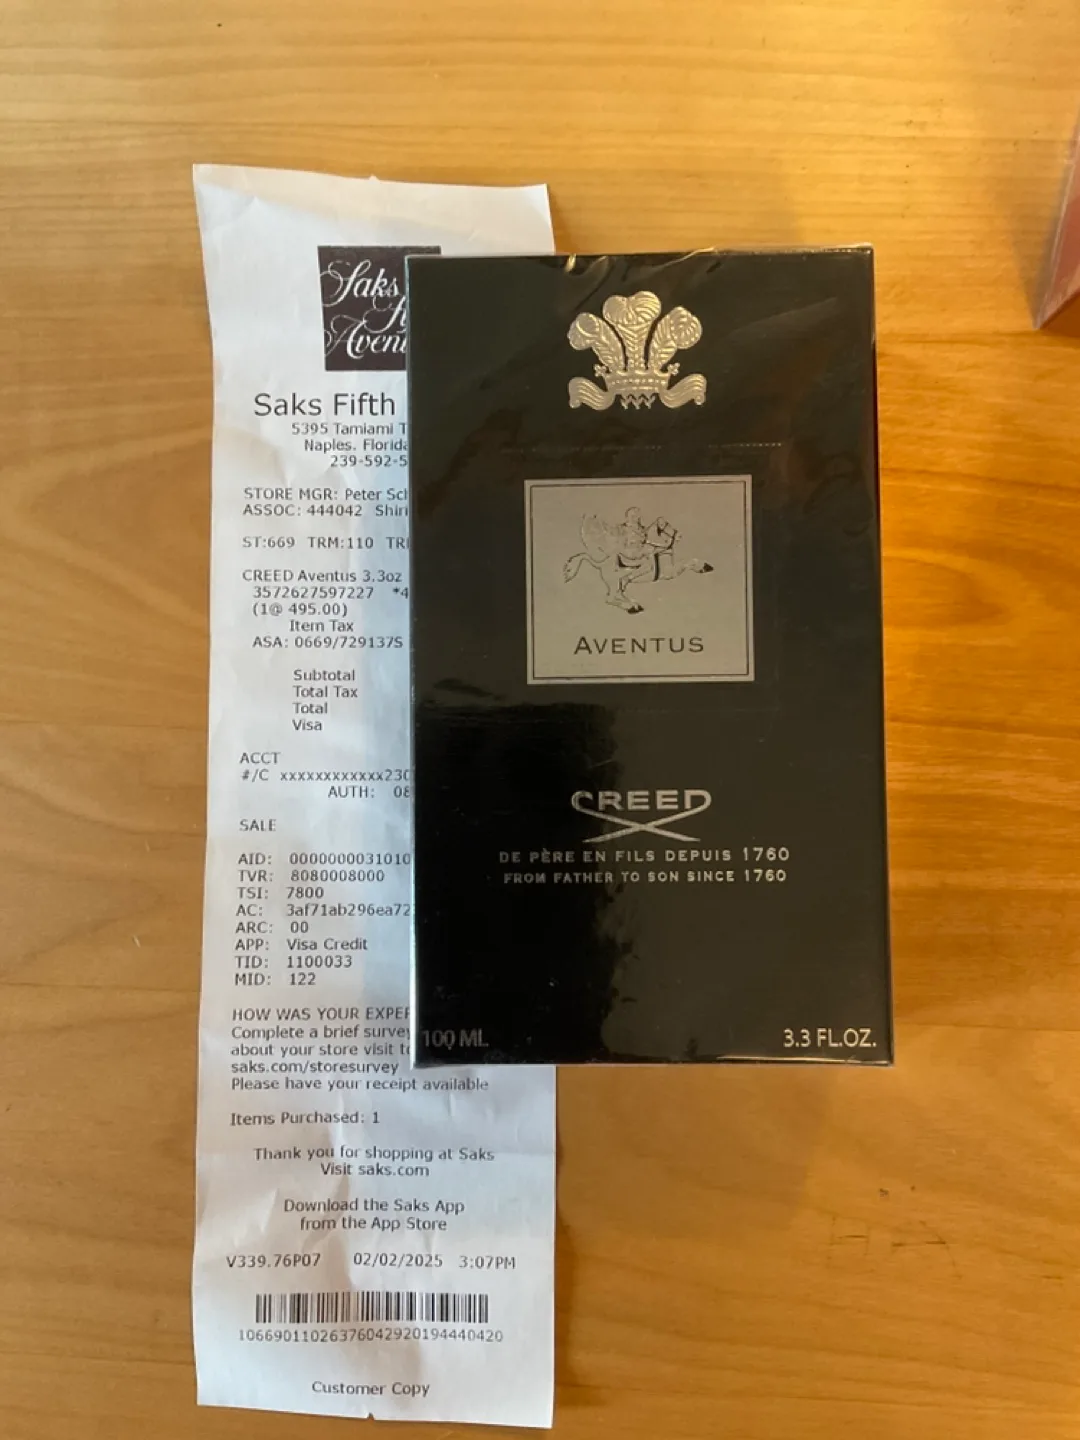 Saks
Fi
Avenu
Saks Fifth
5395 Tamiami T
Naples, Florida
239-592-5
STORE MGR: Peter Sch
ASSOC: 444042 Shiri
ST:669 TRM:110 TR
CREED Aventus 3.3oz
3572627597227 *4
(1@ 495.00)
Item Tax
ASA: 0669/729137S
Subtotal
Total Tax
Total
Visa
ACCT
#/C xxxxxxxxxxxx230
AUTH: 08
SALE
AID: 0000000031010
TVR: 8080008000
TSI: 7800
AC: 3af71ab296ea72
ARC: 00
APP: Visa Credit
TID: 1100033
MID: 122
HOW WAS YOUR EXPER
Complete a brief survey
about your store visit to
saks.com/storesurvey
Please have your receipt available
Items Purchased: 1
Thank you for shopping at Saks
Visit saks.com
Download the Saks App
from the App Store
V339.76P07 02/02/2025 3:07PM
10669011026376042920194440420
Customer Copy
AVENTUS
CREED
DE PÈRE EN FILS DEPUIS 1760
FROM FATHER TO SON SINCE 1760
100 ML
3.3 FL.OZ.